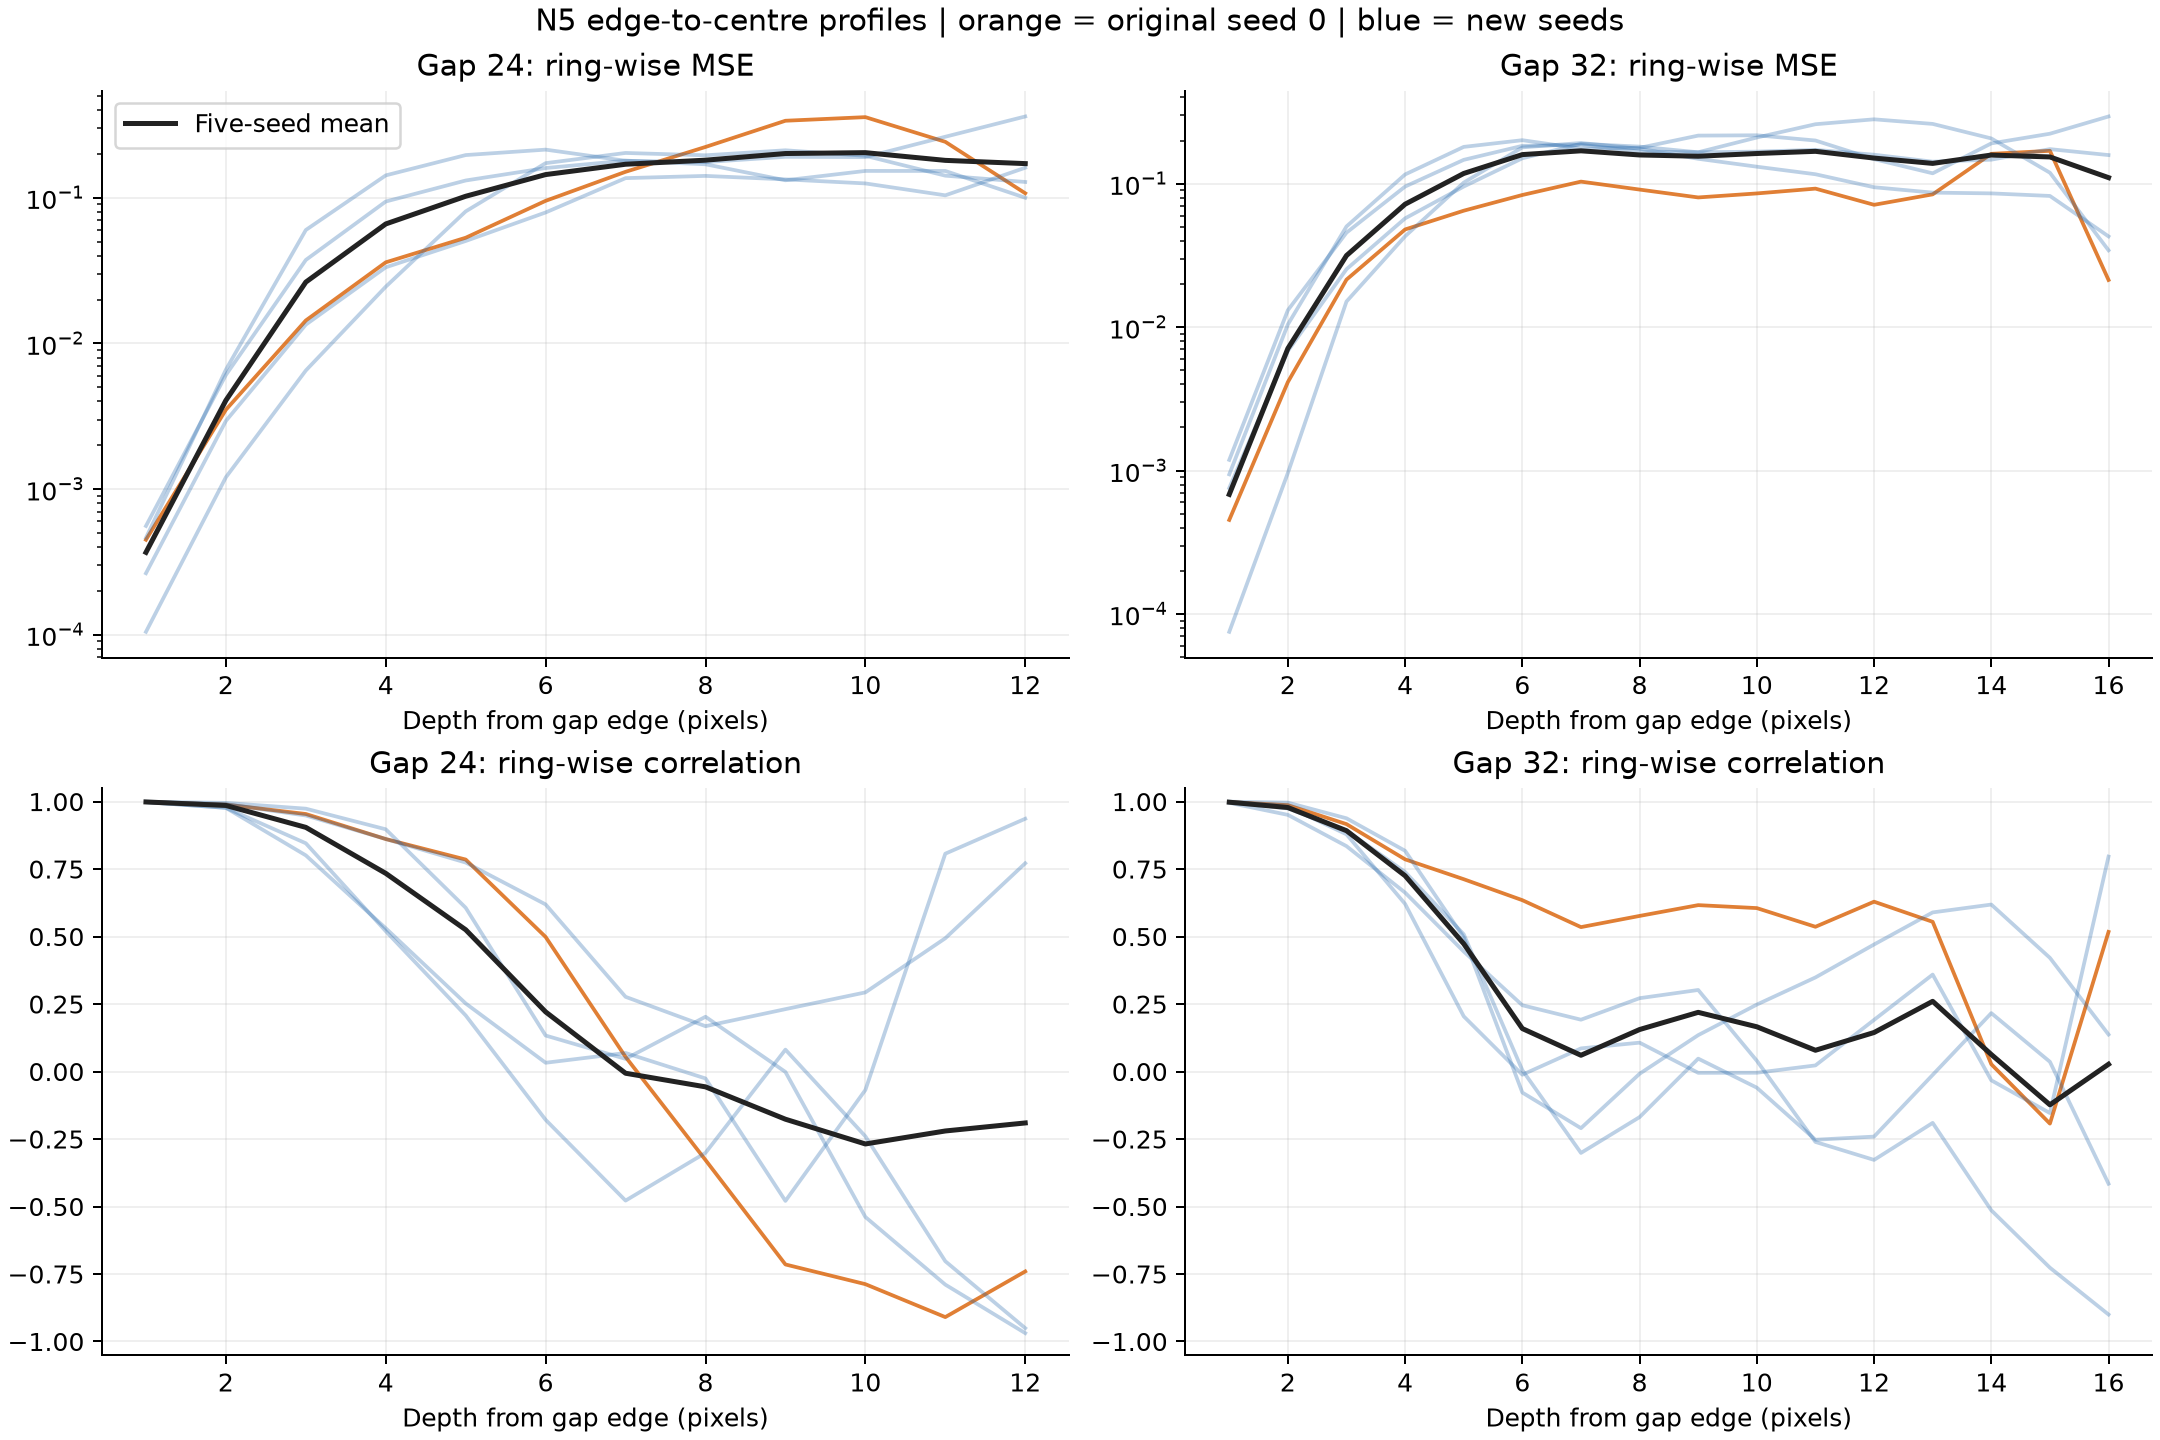 N5 edge-to-centre profiles | orange = original seed 0 | blue = new seeds
Gap 24: ring-wise MSE
Five-seed mean
10⁻¹
10⁻²
10⁻³
10⁻⁴
2 4 6 8 10 12
Depth from gap edge (pixels)
Gap 32: ring-wise MSE
10⁻¹
10⁻²
10⁻³
10⁻⁴
2 4 6 8 10 12 14 16
Depth from gap edge (pixels)
Gap 24: ring-wise correlation
1.00
0.75
0.50
0.25
0.00
−0.25
−0.50
−0.75
−1.00
2 4 6 8 10 12
Depth from gap edge (pixels)
Gap 32: ring-wise correlation
1.00
0.75
0.50
0.25
0.00
−0.25
−0.50
−0.75
−1.00
2 4 6 8 10 12 14 16
Depth from gap edge (pixels)